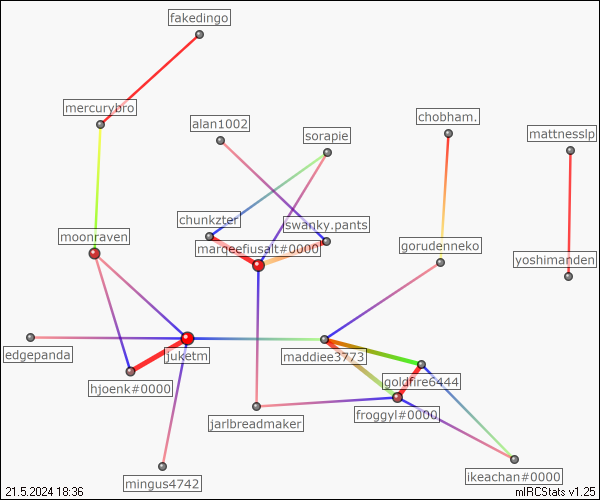 fakedingo
mercurybro
alan1002
chobham.
sorapie
mattnesslp
chunkzter
swanky.pants
moonraven
marqeefiusalt#0000
gorudenneko
yoshimanden
edgepanda
juketm
maddiee3773
hjoenk#0000
goldfire6444
froggyl#0000
jarlbreadmaker
mingus4742
ikeachan#0000
21.5.2024 18:36
mIRCStats v1.25